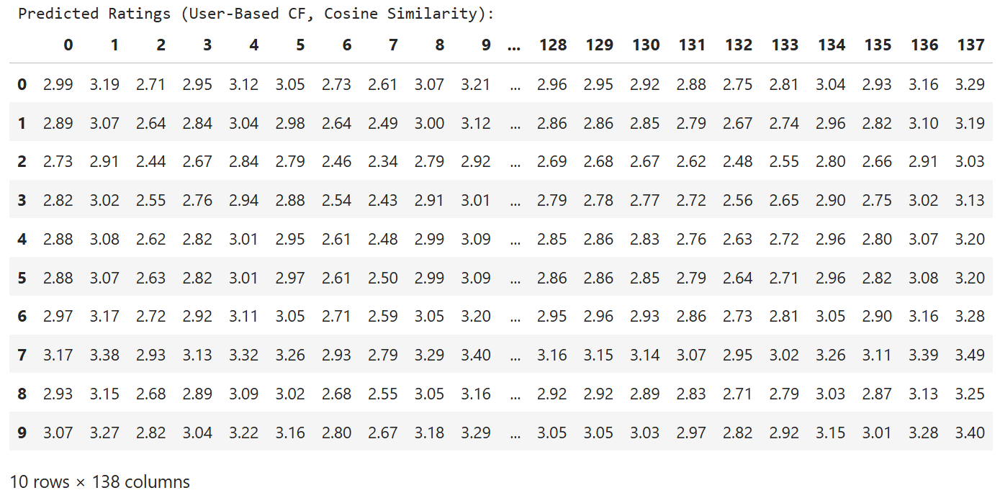 Predicted Ratings (User-Based CF, Cosine Similarity):
0 1 2 3 4 5 6 7 8 9 ... 128 129 130 131 132 133 134 135 136 137
0 2.99 3.19 2.71 2.95 3.12 3.05 2.73 2.61 3.07 3.21 ... 2.96 2.95 2.92 2.88 2.75 2.81 3.04 2.93 3.16 3.29
1 2.89 3.07 2.64 2.84 3.04 2.98 2.64 2.49 3.00 3.12 ... 2.86 2.86 2.85 2.79 2.67 2.74 2.96 2.82 3.10 3.19
2 2.73 2.91 2.44 2.67 2.84 2.79 2.46 2.34 2.79 2.92 ... 2.69 2.68 2.67 2.62 2.48 2.55 2.80 2.66 2.91 3.03
3 2.82 3.02 2.55 2.76 2.94 2.88 2.54 2.43 2.91 3.01 ... 2.79 2.78 2.77 2.72 2.56 2.65 2.90 2.75 3.02 3.13
4 2.88 3.08 2.62 2.82 3.01 2.95 2.61 2.48 2.99 3.09 ... 2.85 2.86 2.83 2.76 2.63 2.72 2.96 2.80 3.07 3.20
5 2.88 3.07 2.63 2.82 3.01 2.97 2.61 2.50 2.99 3.09 ... 2.86 2.86 2.85 2.79 2.64 2.71 2.96 2.82 3.08 3.20
6 2.97 3.17 2.72 2.92 3.11 3.05 2.71 2.59 3.05 3.20 ... 2.95 2.96 2.93 2.86 2.73 2.81 3.05 2.90 3.16 3.28
7 3.17 3.38 2.93 3.13 3.32 3.26 2.93 2.79 3.29 3.40 ... 3.16 3.15 3.14 3.07 2.95 3.02 3.26 3.11 3.39 3.49
8 2.93 3.15 2.68 2.89 3.09 3.02 2.68 2.55 3.05 3.16 ... 2.92 2.92 2.89 2.83 2.71 2.79 3.03 2.87 3.13 3.25
9 3.07 3.27 2.82 3.04 3.22 3.16 2.80 2.67 3.18 3.29 ... 3.05 3.05 3.03 2.97 2.82 2.92 3.15 3.01 3.28 3.40
10 rows × 138 columns